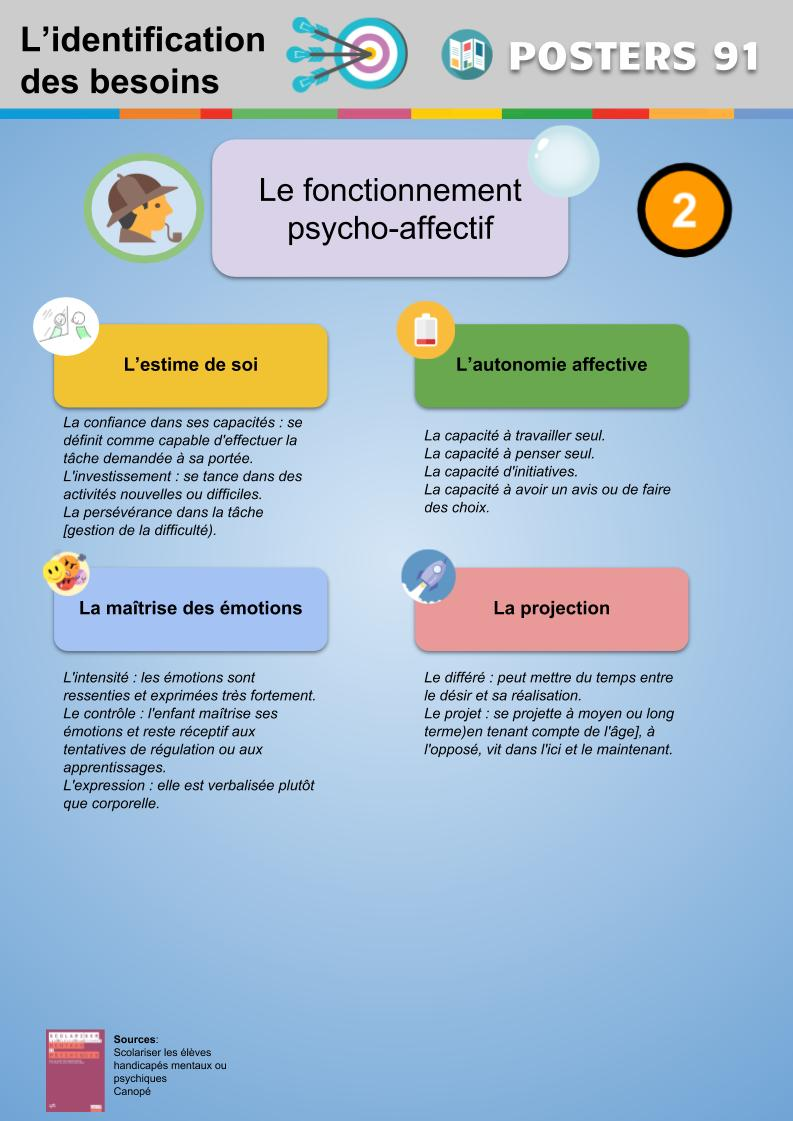 L’identification
des besoins
POSTERS 91
Le fonctionnement
psycho-affectif
2
L’estime de soi
La confiance dans ses capacités : se
définit comme capable d'effectuer la
tâche demandée à sa portée.
L'investissement : se tance dans des
activités nouvelles ou difficiles.
La persévérance dans la tâche
[gestion de la difficulté).
L’autonomie affective
La capacité à travailler seul.
La capacité à penser seul.
La capacité d'initiatives.
La capacité à avoir un avis ou de faire
des choix.
La maîtrise des émotions
L'intensité : les émotions sont
ressenties et exprimées très fortement.
Le contrôle : l'enfant maîtrise ses
émotions et reste réceptif aux
tentatives de régulation ou aux
apprentissages.
L'expression : elle est verbalisée plutôt
que corporelle.
La projection
Le différé : peut mettre du temps entre
le désir et sa réalisation.
Le projet : se projette à moyen ou long
terme)en tenant compte de l'âge], à
l'opposé, vit dans l'ici et le maintenant.
SCOLARISER
Sources:
Scolariser les élèves
handicapés mentaux ou
psychiques
Canopé